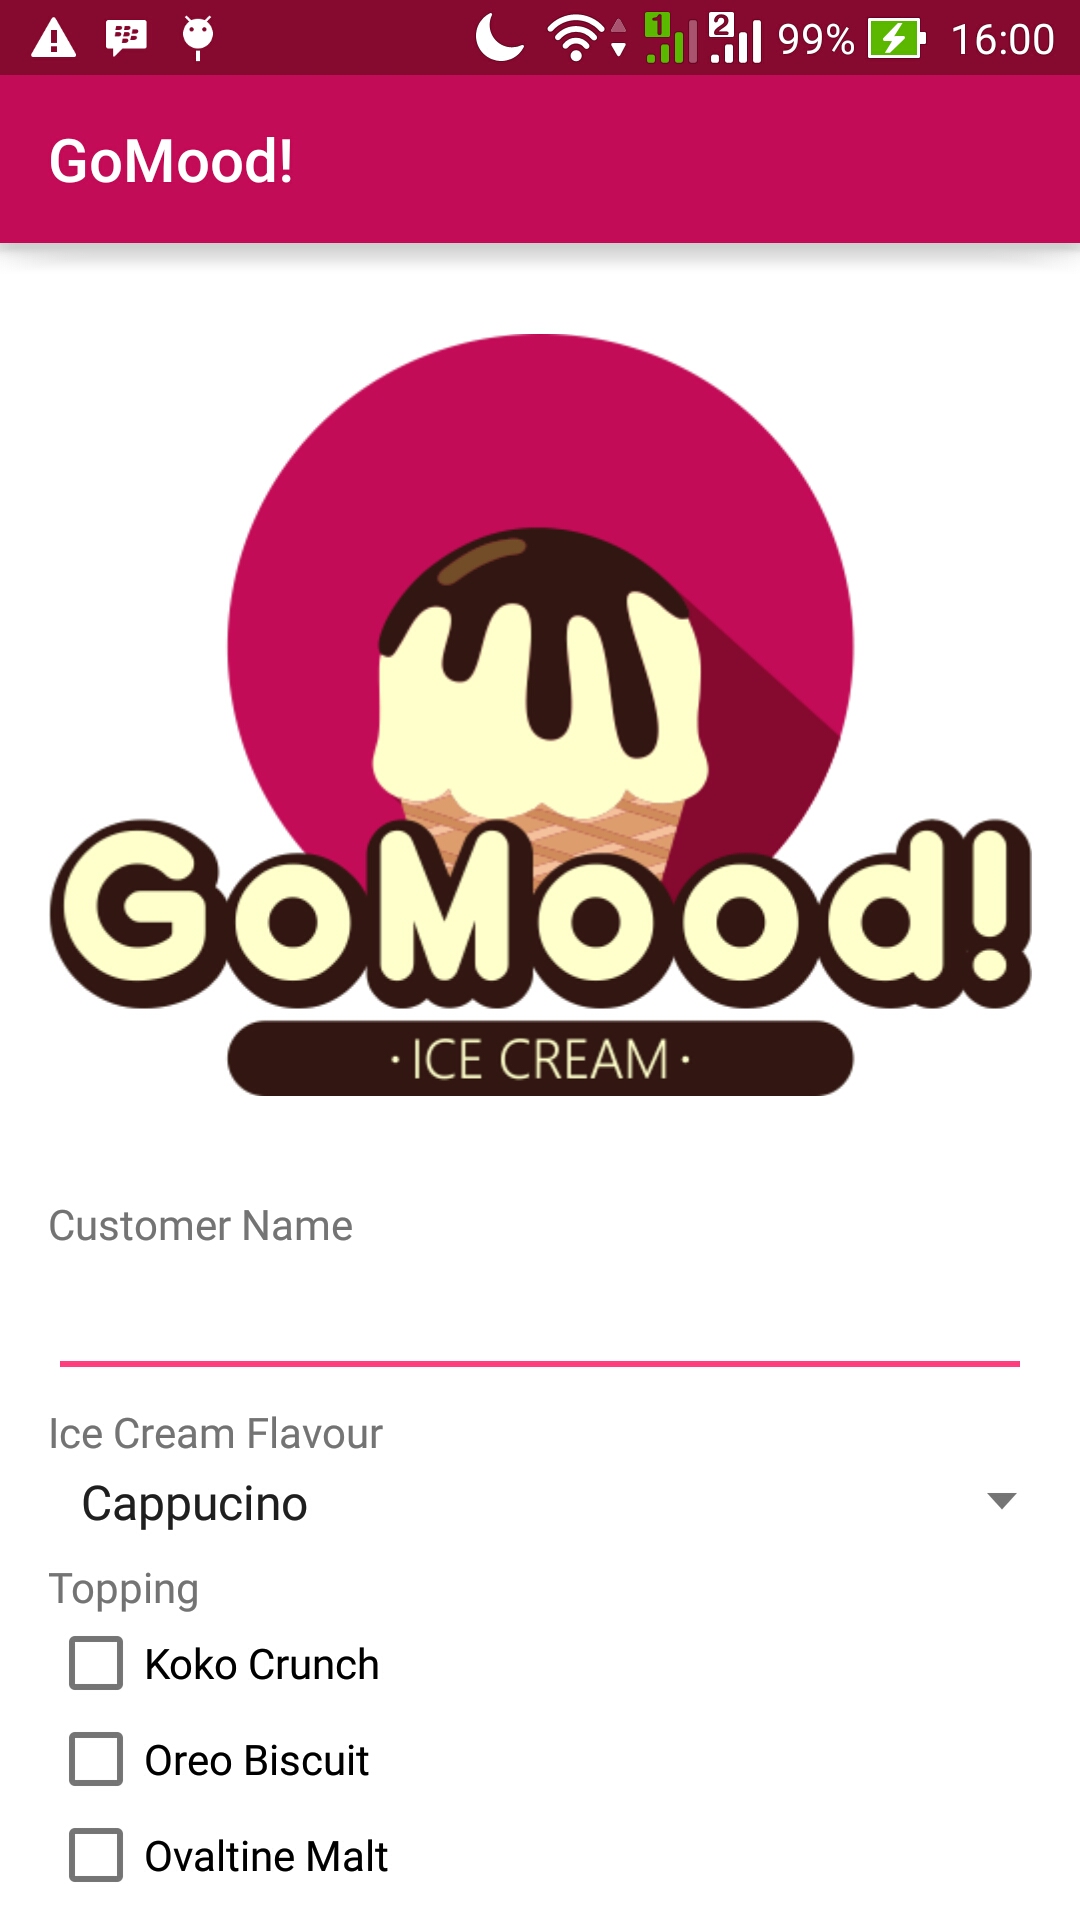 1 2 99% 16:00
GoMood!
GoMood!
· ICE CREAM ·
Customer Name
Ice Cream Flavour
Cappucino
Topping
Koko Crunch
Oreo Biscuit
Ovaltine Malt